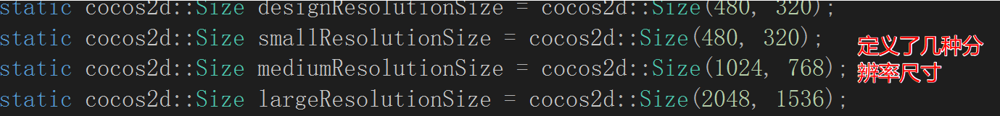 static cocos2d::Size designResolutionSize = cocos2d::Size(480, 320);
static cocos2d::Size smallResolutionSize = cocos2d::Size(480, 320);
static cocos2d::Size mediumResolutionSize = cocos2d::Size(1024, 768);
static cocos2d::Size largeResolutionSize = cocos2d::Size(2048, 1536);
定义了几种分
辨率尺寸